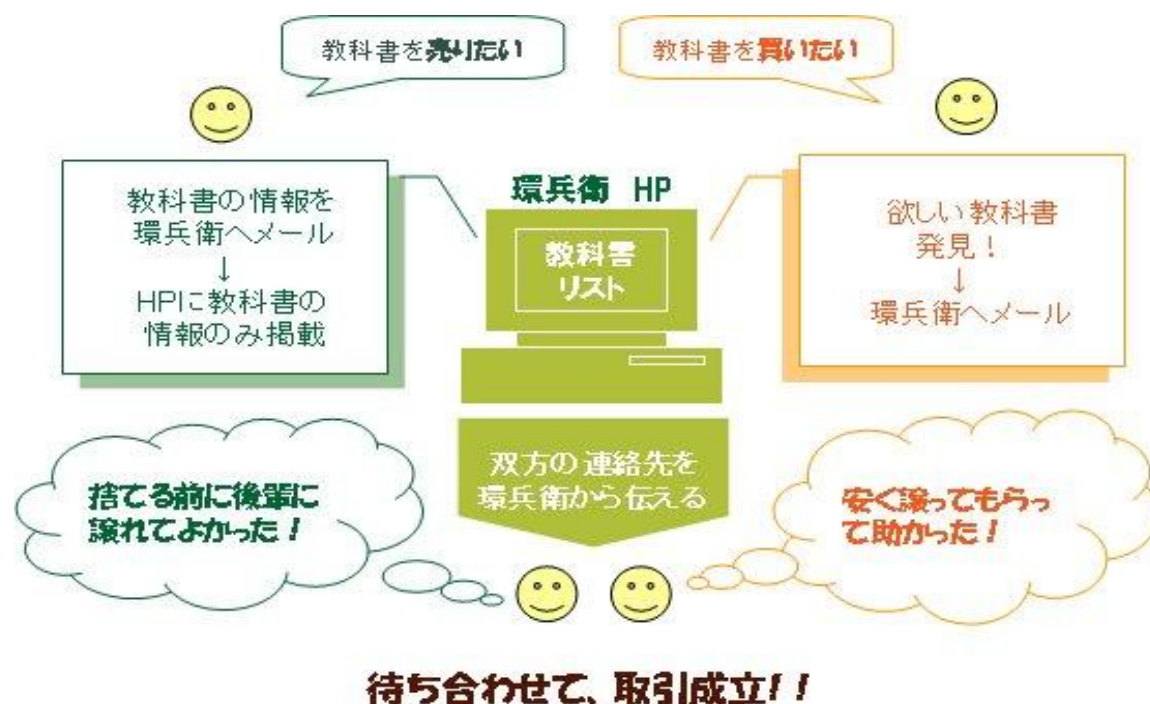 教科書を売りたい
教科書を買いたい
教科書の情報を
環兵衛へメール
↓
HPに教科書の
情報のみ掲載
環兵衛 HP
教科書
リスト
欲しい教科書
発見！
↓
環兵衛へメール
双方の連絡先を
環兵衛から伝える
捨てる前に後輩に
譲れてよかった！
安く譲ってもらっ
て助かった！
待ち合わせて、取引成立！！